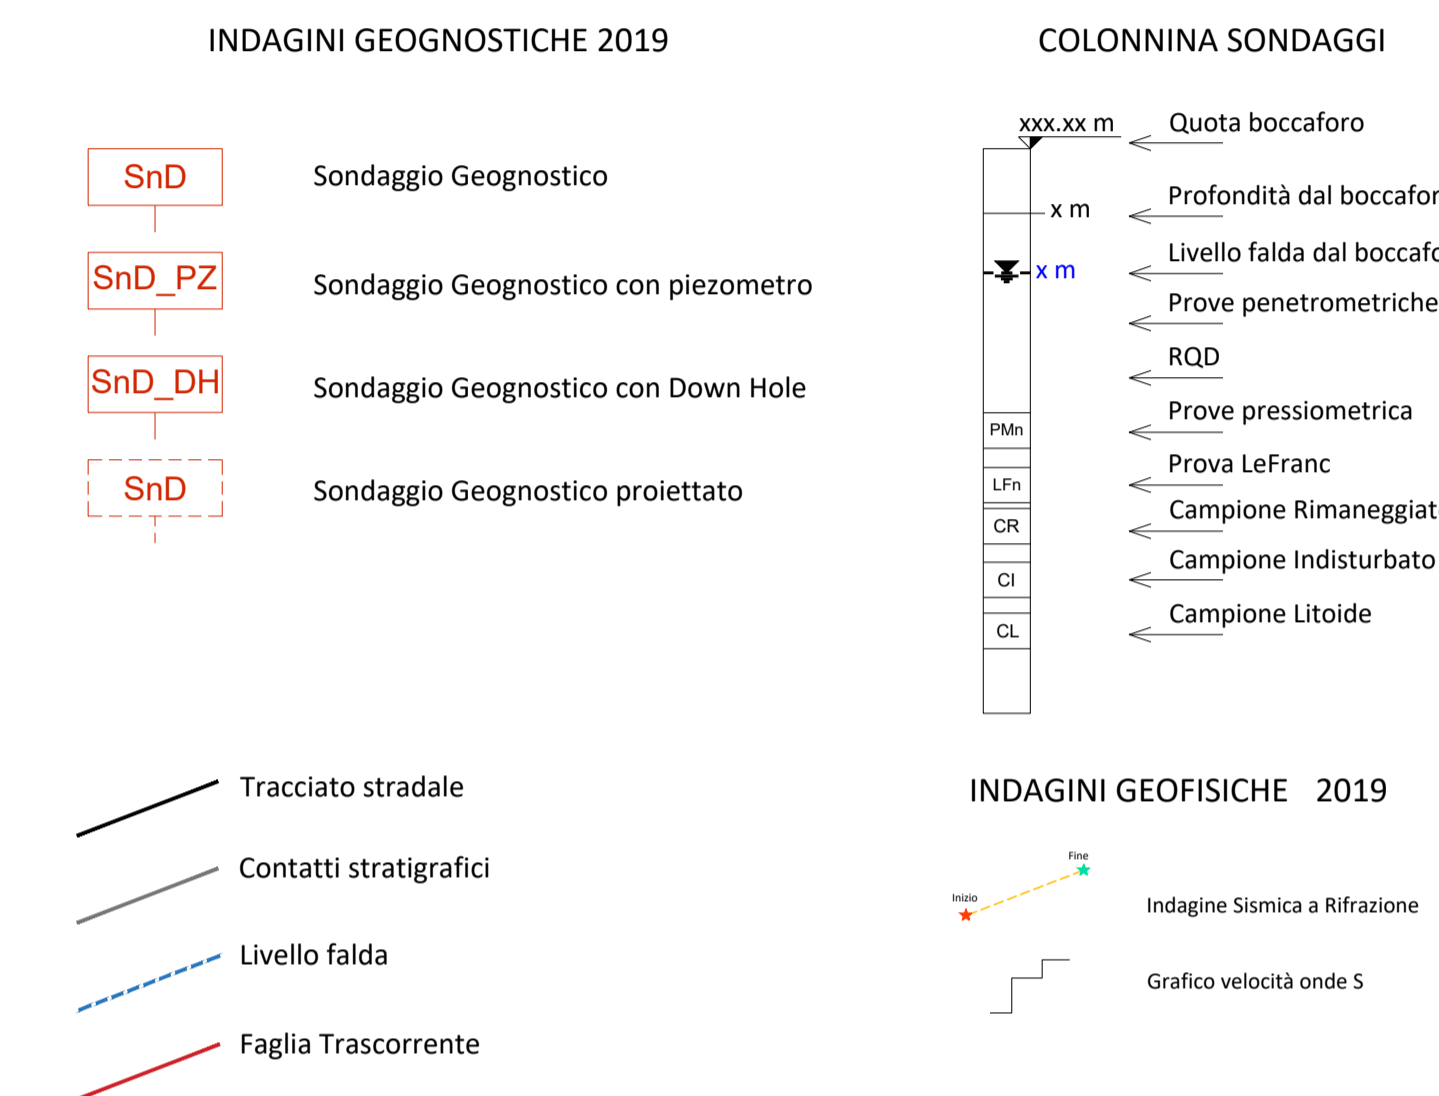 INDAGINI GEOGNOSTICHE 2019
SnD
Sondaggio Geognostico
SnD_PZ
Sondaggio Geognostico con piezometro
SnD_DH
Sondaggio Geognostico con Down Hole
SnD
Sondaggio Geognostico proiettato
COLONNINA SONDAGGI
xxx.xx m
Quota boccaforo
x m
Profondità dal
x m
Livello falda dal
Prove penetrometriche
RQD
PMn
Prove pressiometrica
LFn
Prova LeFranc
CR
Campione
CI
Campione Indisturbato
CL
Campione Litoide
Tracciato stradale
Contatti stratigrafici
Livello falda
Faglia Trascorrente
INDAGINI GEOFISICHE 2019
Fine
Inizio
Indagine Sismica a Rifrazione
Grafico velocità onde S